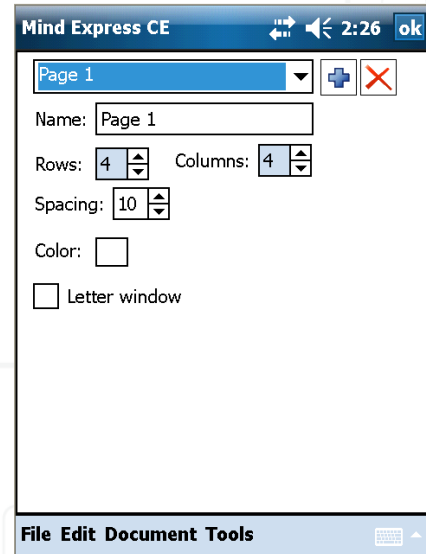 Mind Express CE 2:26 ok
Page 1
Name: Page 1
Rows: 4 Columns: 4
Spacing: 10
Color:
Letter window
File Edit Document Tools